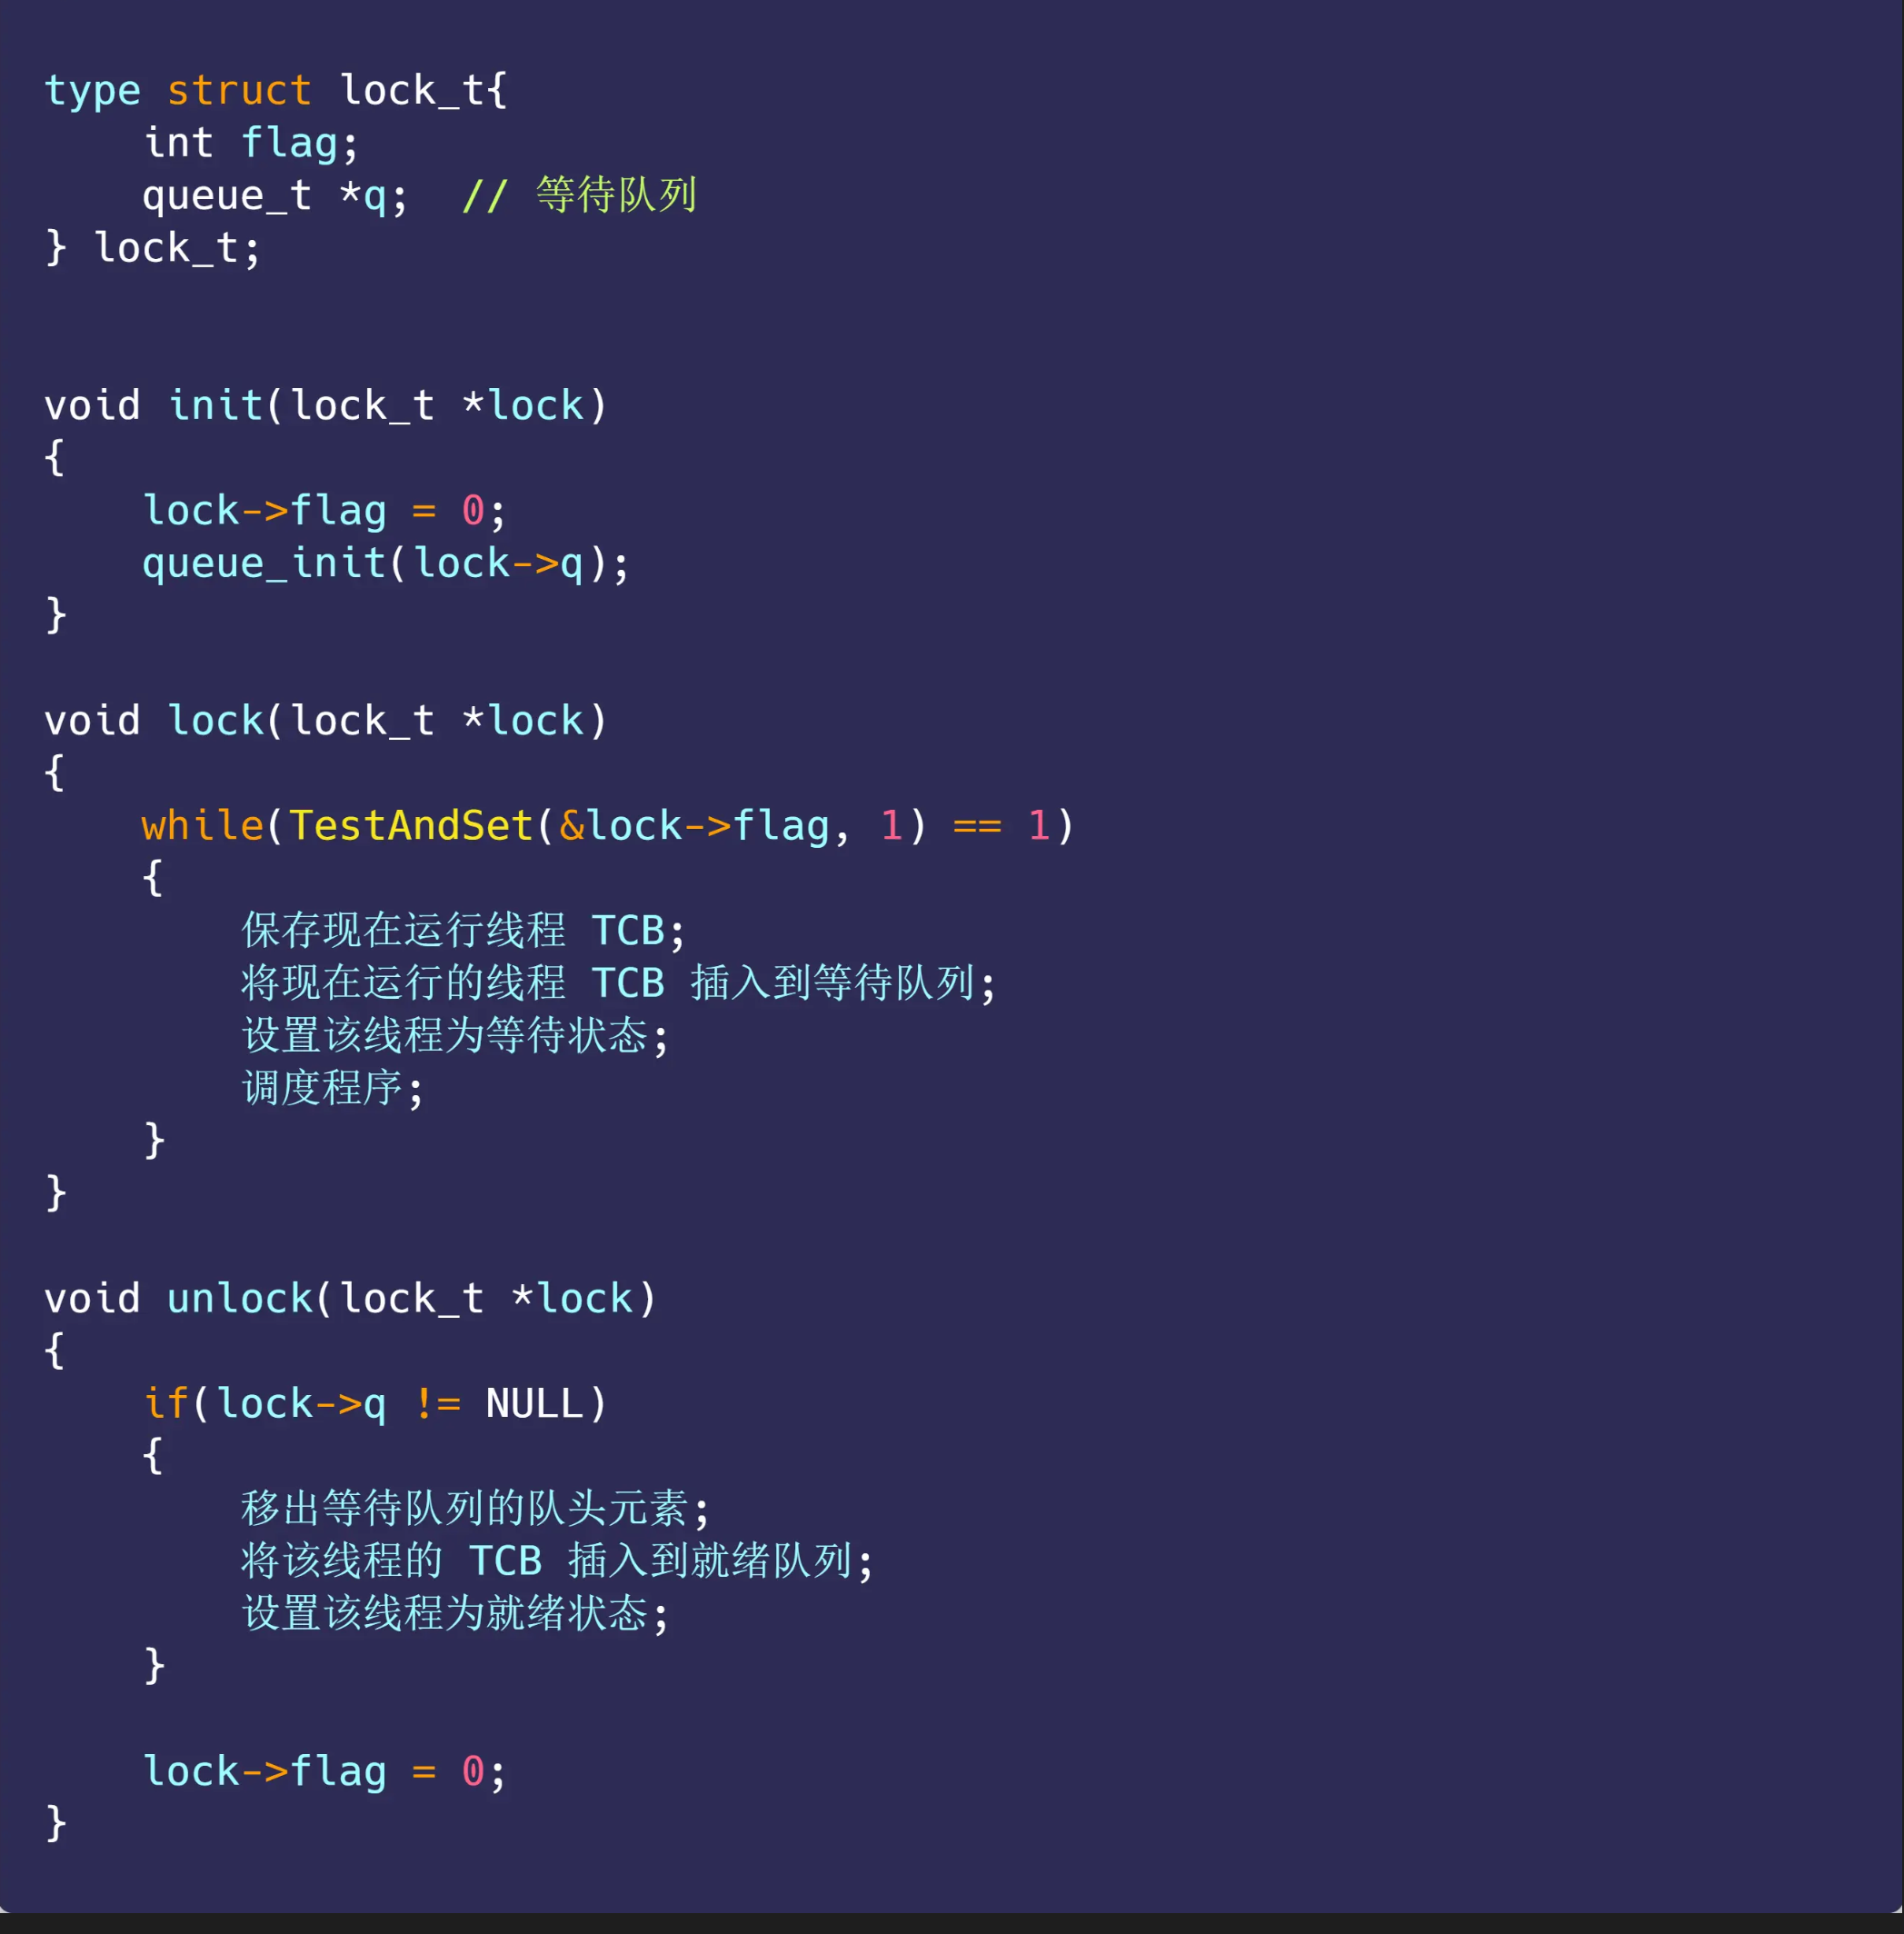 type struct lock_t{
    int flag;
    queue_t *q;  // 等待队列
} lock_t;
void init(lock_t *lock)
{
    lock->flag = 0;
    queue_init(lock->q);
}
void lock(lock_t *lock)
{
    while(TestAndSet(&lock->flag, 1) == 1)
    {
        保存现在运行线程 TCB;
        将现在运行的线程 TCB 插入到等待队列;
        设置该线程为等待状态;
        调度程序;
    }
}
void unlock(lock_t *lock)
{
    if(lock->q != NULL)
    {
        移出等待队列的队头元素;
        将该线程的 TCB 插入到就绪队列;
        设置该线程为就绪状态;
    }
    lock->flag = 0;
}